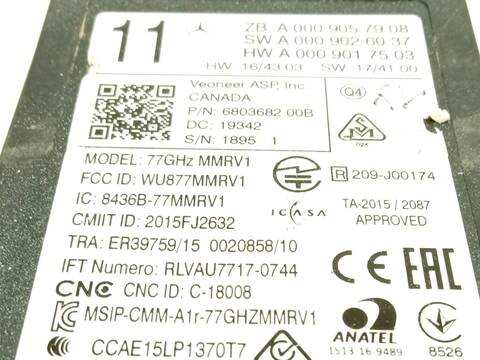 11
ZB A 000 905 79 08
SW A 000 902 60 37
HW A 000 901 75 03
HW 16/43 03 SW 17/41 00
Veoneer ASP, Inc
CANADA
P/N: 6803682 00B
DC: 19342
S/N: 1895 1
Q4
MODEL: 77GHz MMRV1
FCC ID: WU877MMRV1
R 209-J00174
IC: 8436B-77MMRV1
ICASA
TA-2015 / 2087
APPROVED
CMIIT ID: 2015FJ2632
TRA: ER39759/15 0020858/10
IFT Numero: RLVAU7717-0744
CE EAC
CNC CNC ID: C-18008
MSIP-CMM-A1r-77GHZMMRV1
ANATEL
1513 16 9489
8526
CCAE15LP1370T7